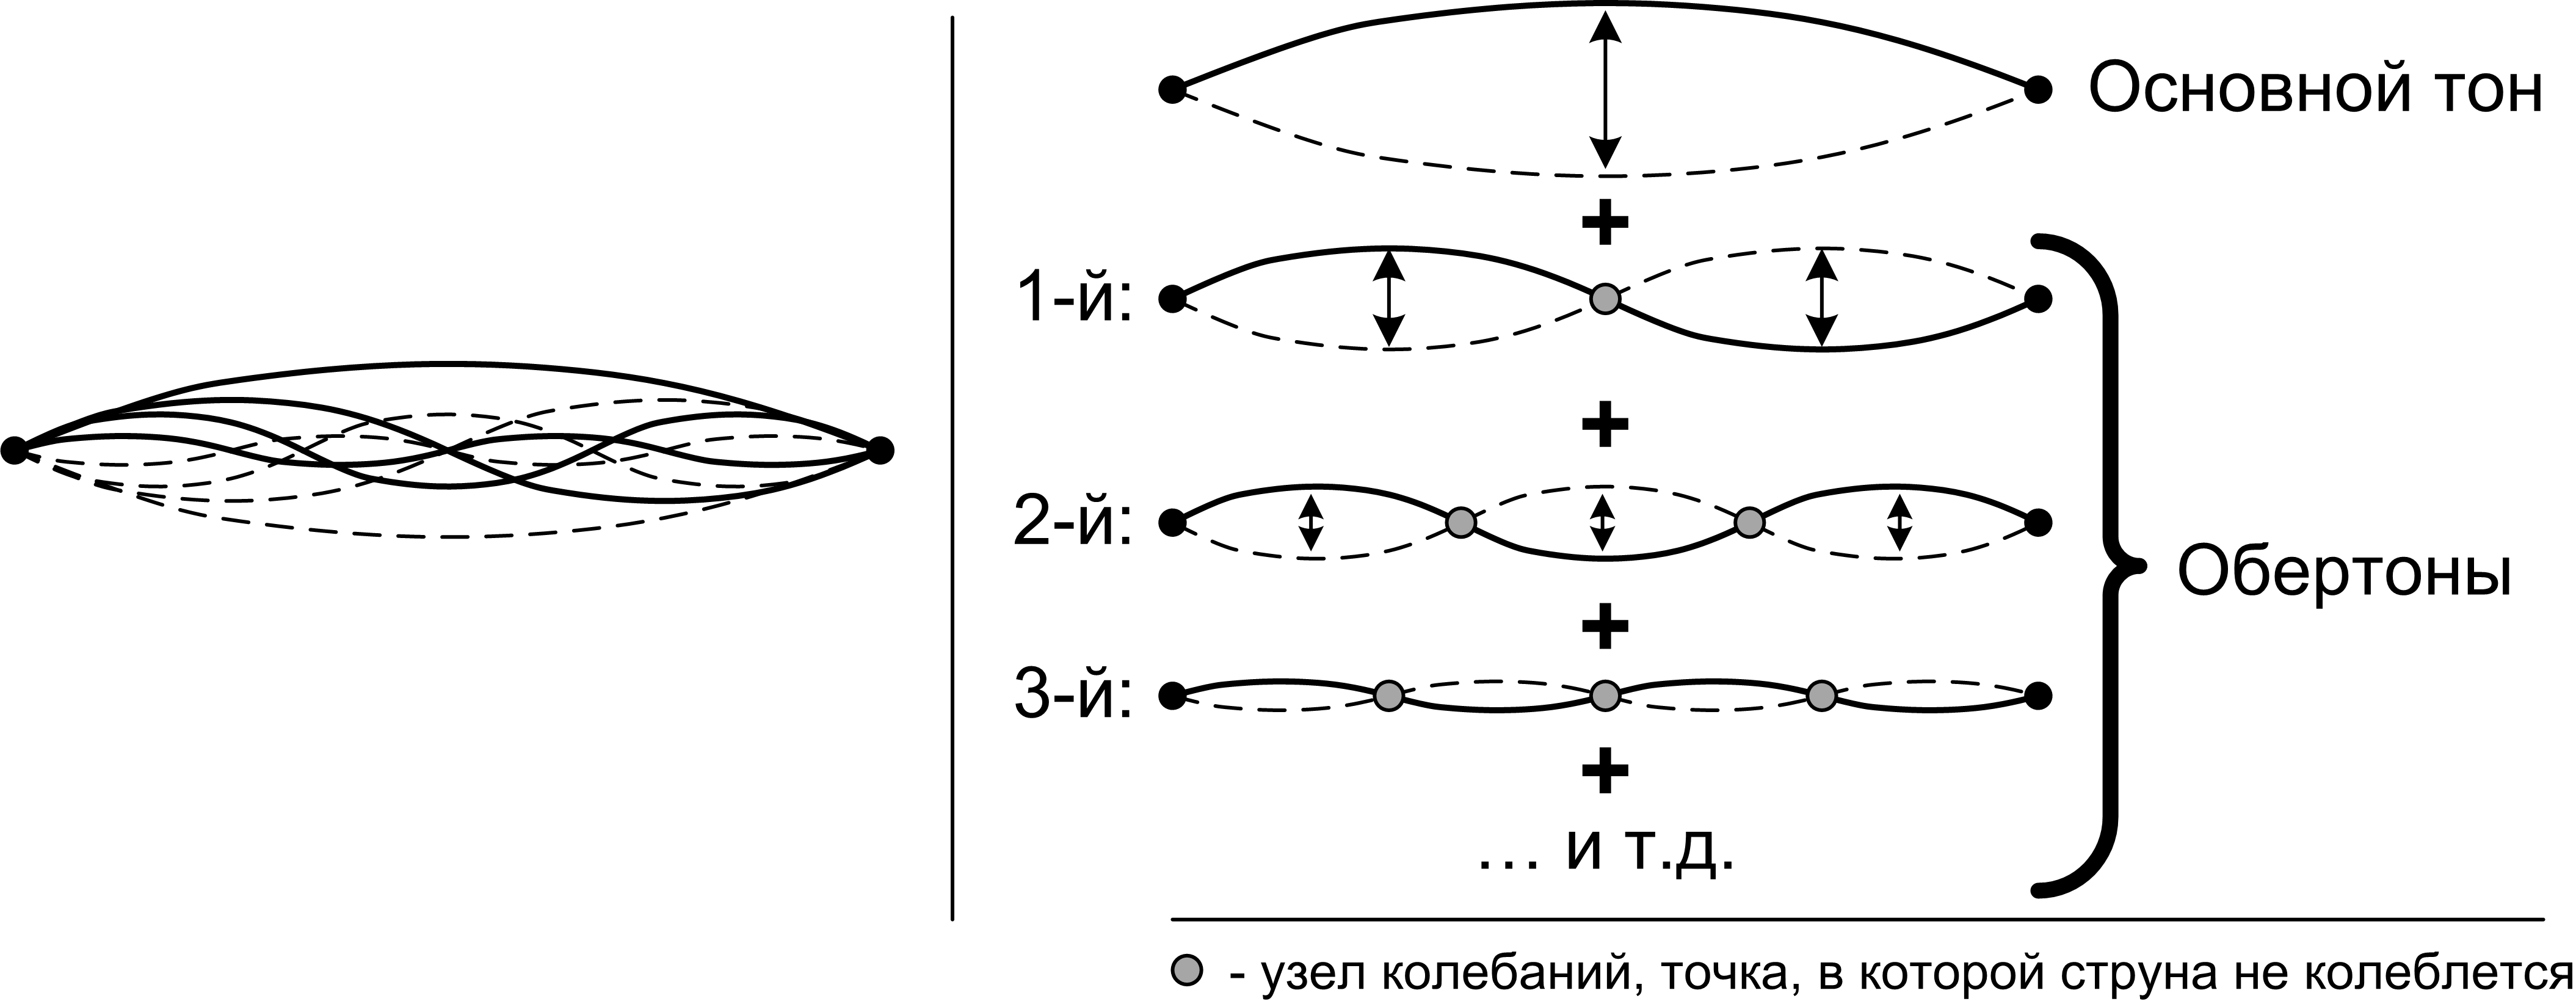 Основной тон
+
1-й:
+
2-й:
Обертоны
+
3-й:
+
… и т.д.
- узел колебаний, точка, в которой струна не колеблется